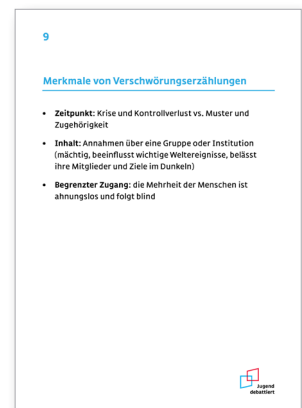 9
Merkmale von Verschwörungserzählungen
• Zeitpunkt: Krise und Kontrollverlust vs. Muster und
Zugehörigkeit
• Inhalt: Annahmen über eine Gruppe oder Institution
(mächtig, beeinflusst wichtige Weltereignisse, belässt
ihre Mitglieder und Ziele im Dunkeln)
• Begrenzter Zugang: die Mehrheit der Menschen ist
ahnungslos und folgt blind
Jugend
debattiert